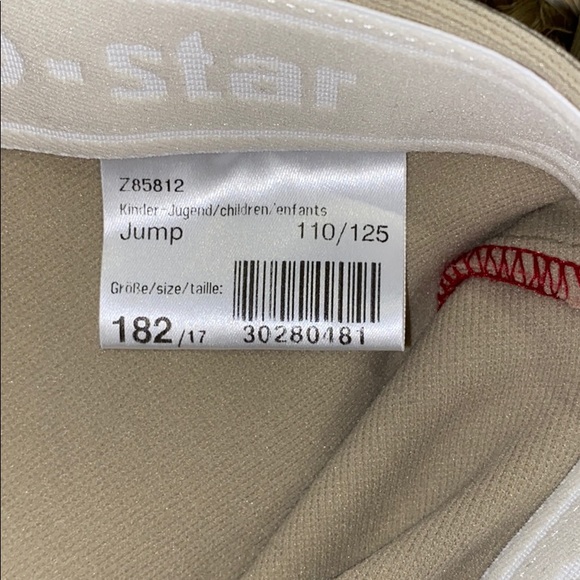 -star
Z85812
Kinder-Jugend/children/enfants
Jump 110/125
Größe/size/taille:
182/17 30280481